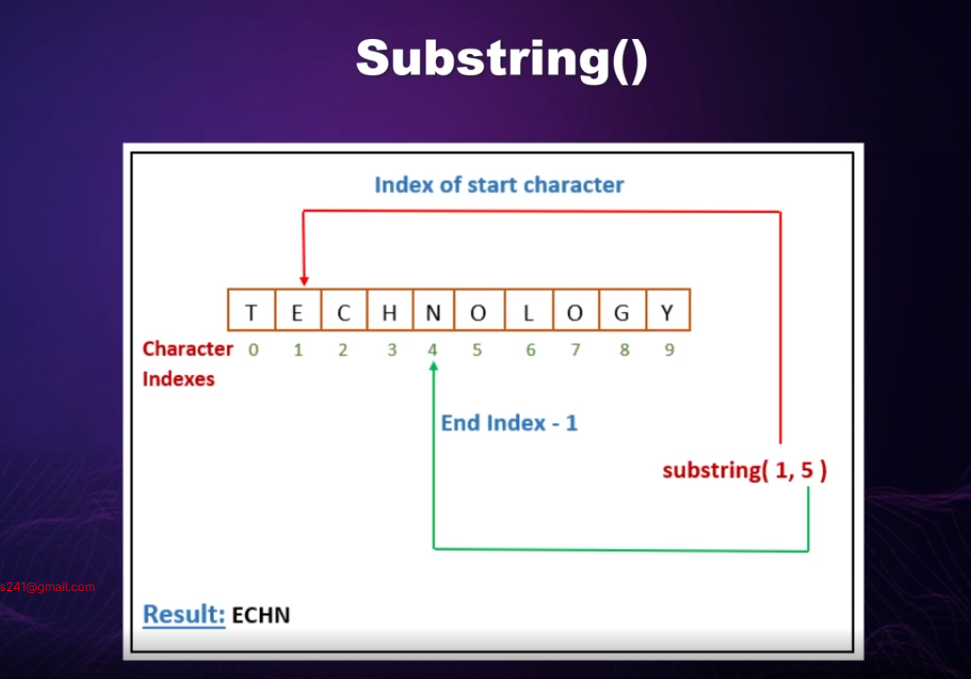 Substring()
Index of start character
T E C H N O L O G Y
Character 0 1 2 3 4 5 6 7 8 9
Indexes
End Index - 1
substring( 1, 5 )
s241@gmail.com
Result: ECHN